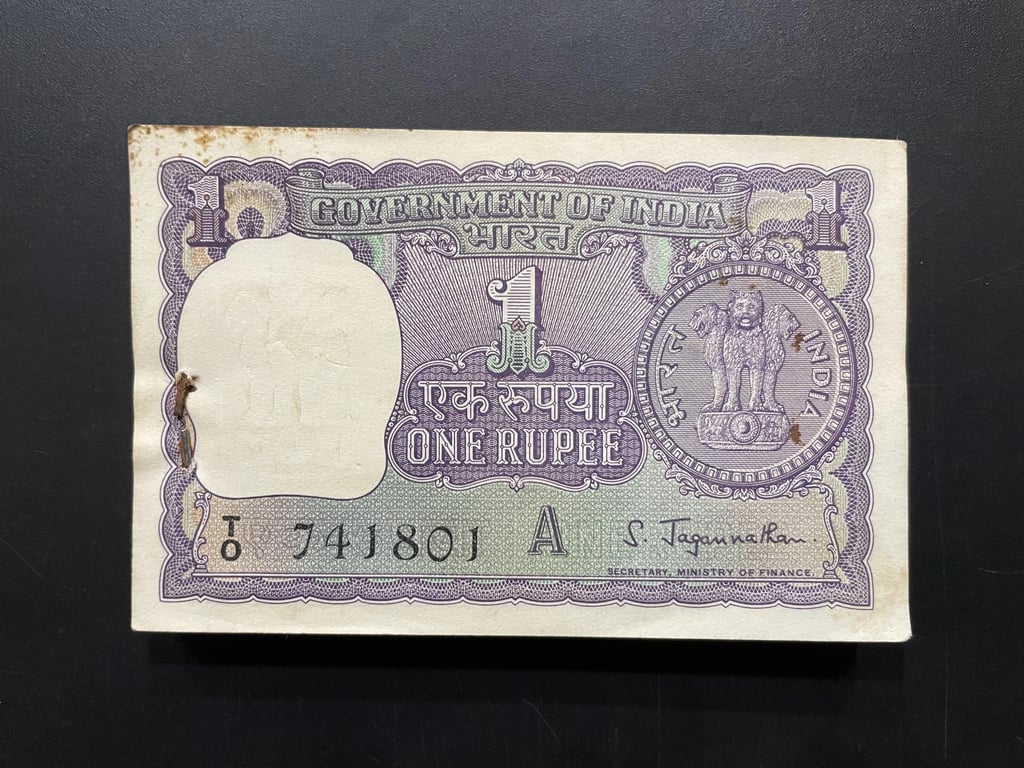 1 GOVERNMENT OF INDIA 1
भारत
1
एक रुपया
ONE RUPEE
भारत INDIA
T/0 741801 A S. Jagannathan.
SECRETARY, MINISTRY OF FINANCE.